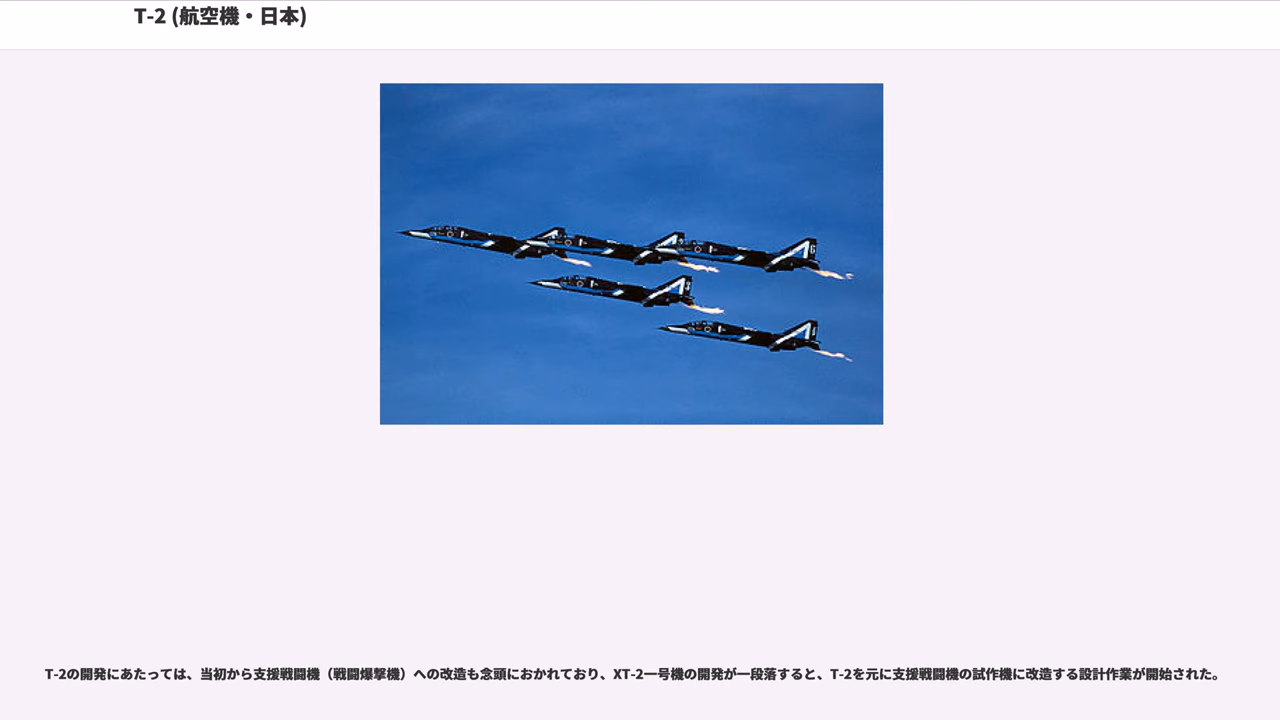 T-2 (航空機・日本)
T-2の開発にあたっては、当初から支援戦闘機（戦闘爆撃機）への改造も念頭におかれており、XT-2一号機の開発が一段落すると、T-2を元に支援戦闘機の試作機に改造する設計作業が開始された。